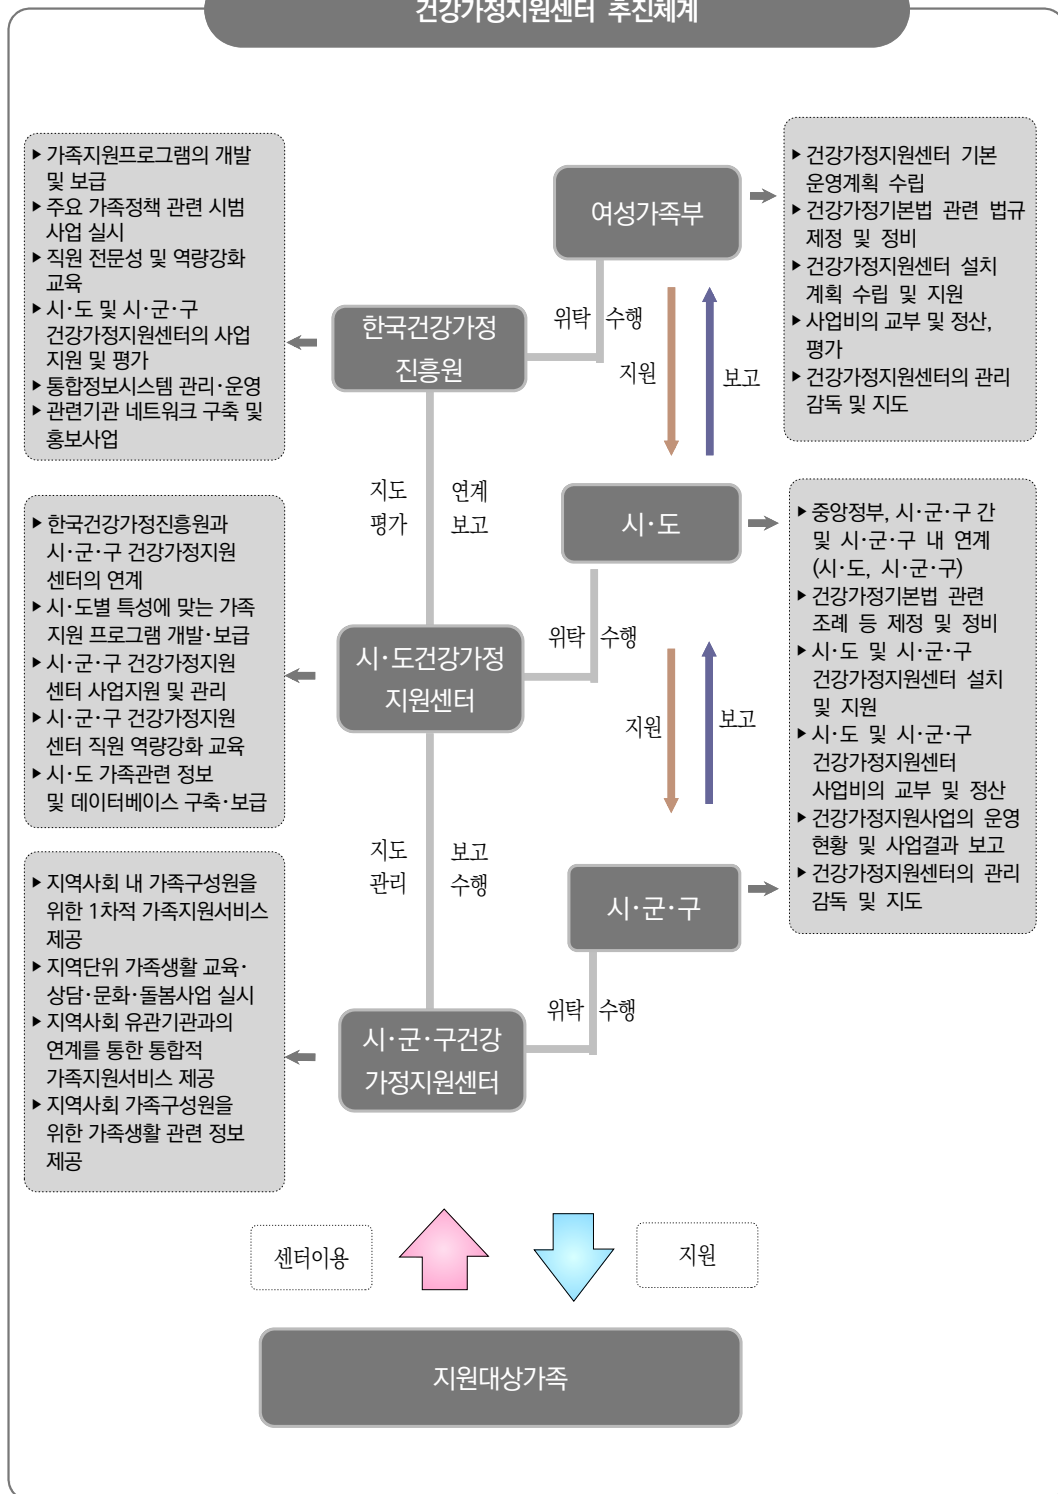 건강가정지원센터 추진체계
▶ 가족지원프로그램의 개발
및 보급
▶ 주요 가족정책 관련 시범
사업 실시
▶ 직원 전문성 및 역량강화
교육
▶ 시·도 및 시·군·구
건강가정지원센터의 사업
지원 및 평가
▶ 통합정보시스템 관리·운영
▶ 관련기관 네트워크 구축 및
홍보사업
여성가족부
▶ 건강가정지원센터 기본
운영계획 수립
▶ 건강가정기본법 관련 법규
제정 및 정비
▶ 건강가정지원센터 설치
계획 수립 및 지원
▶ 사업비의 교부 및 정산,
평가
▶ 건강가정지원센터의 관리
감독 및 지도
한국건강가정
진흥원
위탁 수행
지원
보고
지도 연계
평가 보고
시·도
▶ 한국건강가정진흥원과
시·군·구 건강가정지원
센터의 연계
▶ 시·도별 특성에 맞는 가족
지원 프로그램 개발·보급
▶ 시·군·구 건강가정지원
센터 사업지원 및 관리
▶ 시·군·구 건강가정지원
센터 직원 역량강화 교육
▶ 시·도 가족관련 정보
및 데이터베이스 구축·보급
시·도건강가정
지원센터
위탁 수행
지원
보고
▶ 중앙정부, 시·군·구 간
및 시·군·구 내 연계
(시·도, 시·군·구)
▶ 건강가정기본법 관련
조례 등 제정 및 정비
▶ 시·도 및 시·군·구
건강가정지원센터 설치
및 지원
▶ 시·도 및 시·군·구
건강가정지원센터
사업비의 교부 및 정산
▶ 건강가정지원사업의 운영
현황 및 사업결과 보고
▶ 건강가정지원센터의 관리
감독 및 지도
지도 보고
관리 수행
시·군·구
▶ 지역사회 내 가족구성원을
위한 1차적 가족지원서비스
제공
▶ 지역단위 가족생활 교육·
상담·문화·돌봄사업 실시
▶ 지역사회 유관기관과의
연계를 통한 통합적
가족지원서비스 제공
▶ 지역사회 가족구성원을
위한 가족생활 관련 정보
제공
위탁 수행
시·군·구건강
가정지원센터
센터이용
지원
지원대상가족